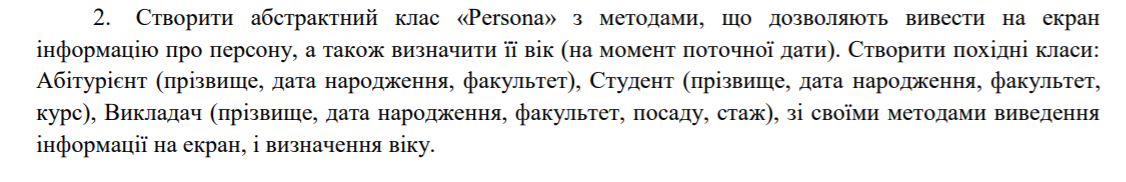 2. Створити абстрактний клас «Persona» з методами, що дозволяють вивести на екран
інформацію про персону, а також визначити її вік (на момент поточної дати). Створити похідні класи:
Абітурієнт (прізвище, дата народження, факультет), Студент (прізвище, дата народження, факультет,
курс), Викладач (прізвище, дата народження, факультет, посаду, стаж), зі своїми методами виведення
інформації на екран, і визначення віку.